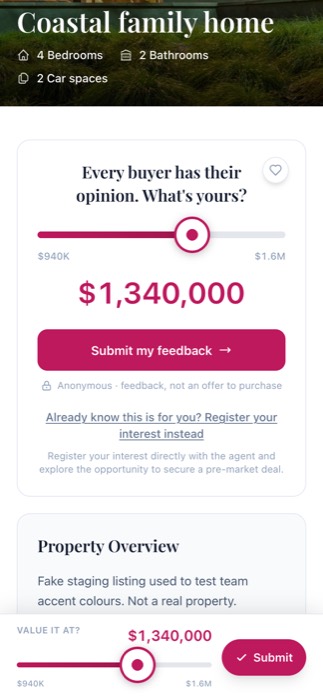 Coastal family home
4 Bedrooms 2 Bathrooms
2 Car spaces
Every buyer has their
opinion. What's yours?
$940K $1.6M
$1,340,000
Submit my feedback →
Anonymous · feedback, not an offer to purchase
Already know this is for you? Register your
interest instead
Register your interest directly with the agent and
explore the opportunity to secure a pre-market deal.
Property Overview
Fake staging listing used to test team
accent colours. Not a real property.
VALUE IT AT? $1,340,000
Submit
$940K $1.6M